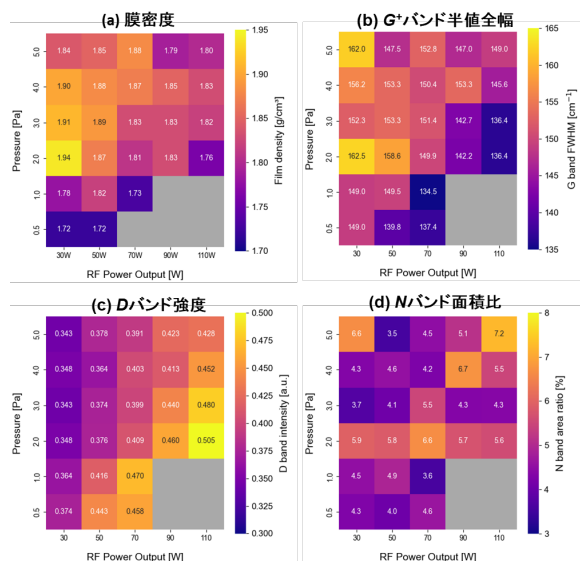 (a) 膜密度
Pressure [Pa]
5.0 1.84 1.85 1.88 1.79 1.80
4.0 1.90 1.88 1.87 1.85 1.83
3.0 1.91 1.89 1.83 1.83 1.82
2.0 1.94 1.87 1.81 1.83 1.76
1.0 1.78 1.82 1.73
0.5 1.72 1.72
30W 50W 70W 90W 110W
RF Power Output [W]
1.95
1.90
1.85
1.80
1.75
1.70
Film density [g/cm³]
(b) G⁺バンド半値全幅
Pressure [Pa]
5.0 162.0 147.5 152.8 147.0 149.0
4.0 156.2 153.3 150.4 153.3 145.6
3.0 152.3 153.3 151.4 142.7 136.4
2.0 162.5 158.6 149.9 142.2 136.4
1.0 149.0 149.5 134.5
0.5 149.0 139.8 137.4
30 50 70 90 110
RF Power Output [W]
165
160
155
150
145
140
135
G band FWHM [cm⁻¹]
(c) Dバンド強度
Pressure [Pa]
5.0 0.343 0.378 0.391 0.423 0.428
4.0 0.348 0.364 0.403 0.413 0.452
3.0 0.343 0.374 0.399 0.440 0.480
2.0 0.348 0.376 0.409 0.460 0.505
1.0 0.364 0.416 0.470
0.5 0.374 0.443 0.458
30 50 70 90 110
RF Power Output [W]
0.500
0.475
0.450
0.425
0.400
0.375
0.350
0.325
0.300
D band intensity [a.u.]
(d) Nバンド面積比
Pressure [Pa]
5.0 6.6 3.5 4.5 5.1 7.2
4.0 4.3 4.6 4.2 6.7 5.5
3.0 3.7 4.1 5.5 4.3 4.3
2.0 5.9 5.8 6.6 5.7 5.6
1.0 4.5 4.9 3.6
0.5 4.3 4.0 4.6
30 50 70 90 110
RF Power Output [W]
8
7
6
5
4
3
N band area ratio [%]